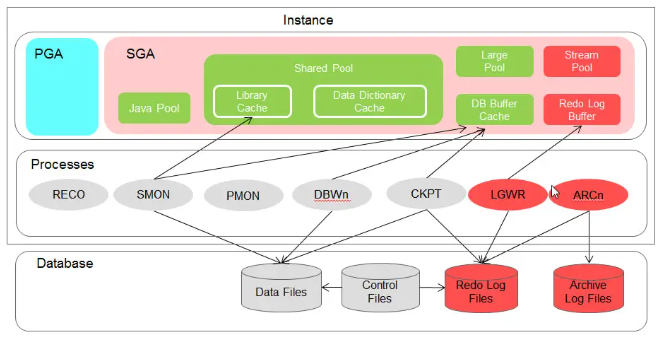 Instance
PGA
SGA
Shared Pool
Library
Cache
Data Dictionary
Cache
Java Pool
Large
Pool
Stream
Pool
DB Buffer
Cache
Redo Log
Buffer
Processes
RECO
SMON
PMON
DBWn
CKPT
LGWR
ARCn
Database
Data Files
Control
Files
Redo Log
Files
Archive
Log Files